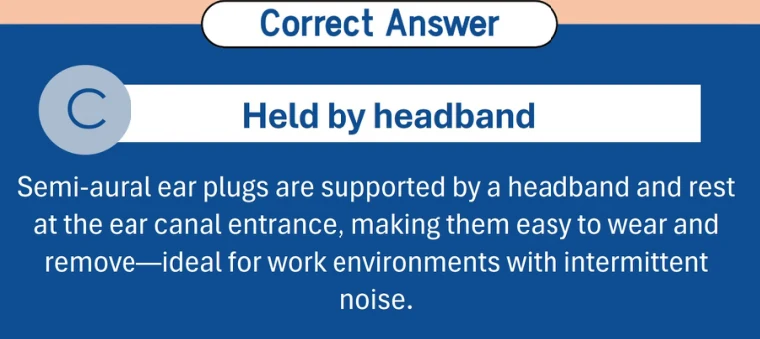 Correct Answer
C
Held by headband
Semi-aural ear plugs are supported by a headband and rest
at the ear canal entrance, making them easy to wear and
remove—ideal for work environments with intermittent
noise.